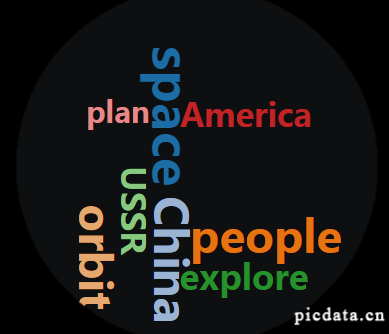 space
plan
America
USSR
China
orbit
people
explore
picdata.cn